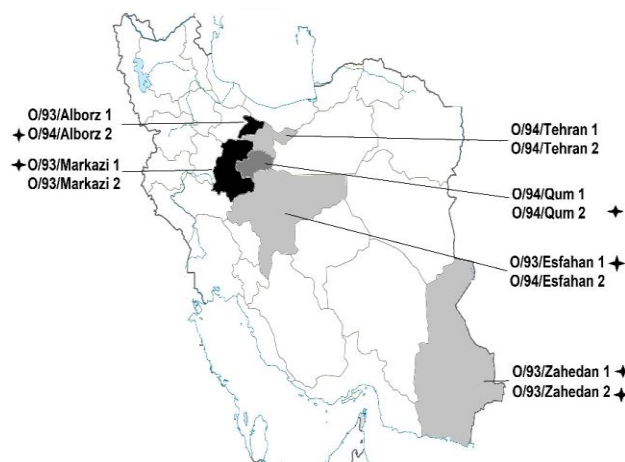 O/93/Alborz 1
O/94/Alborz 2
O/93/Markazi 1
O/93/Markazi 2
O/94/Tehran 1
O/94/Tehran 2
O/94/Qum 1
O/94/Qum 2
O/93/Esfahan 1
O/94/Esfahan 2
O/93/Zahedan 1
O/93/Zahedan 2